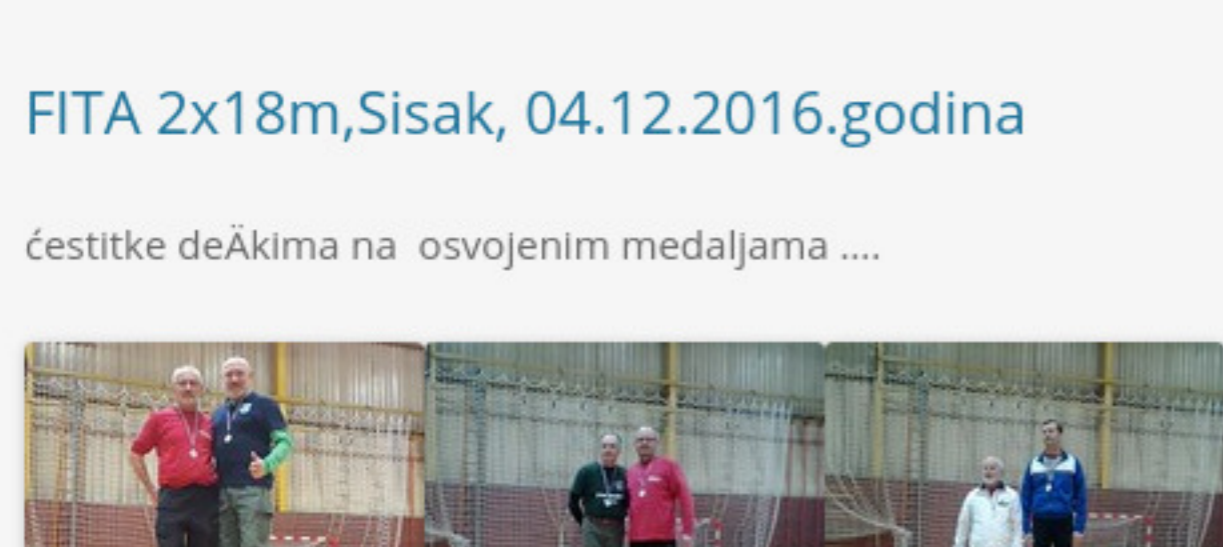 FITA 2x18m,Sisak, 04.12.2016.godina
ćestitke deÄkima na  osvojenim medaljama ....